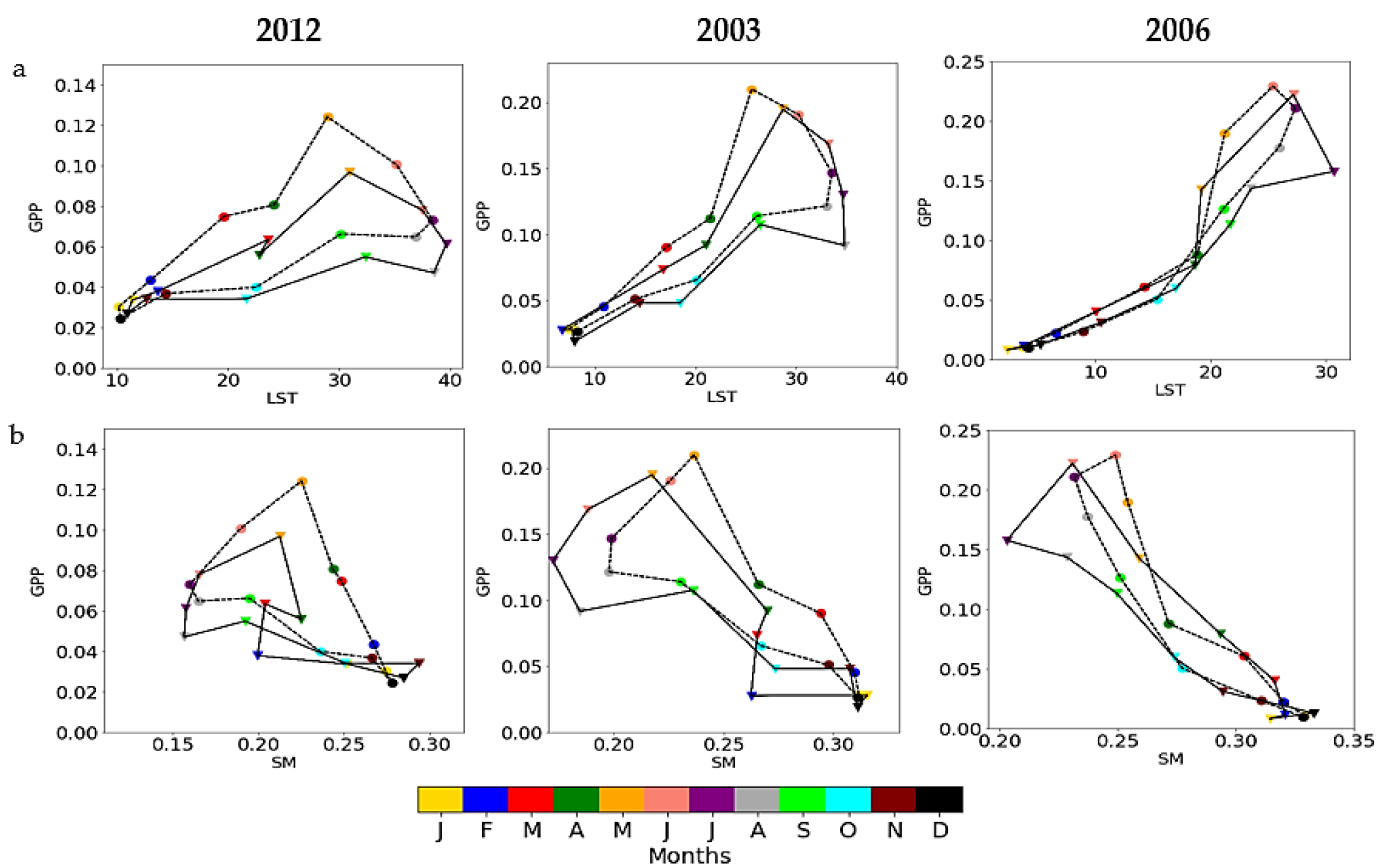 2012 2003 2006
a
0.14 0.12 0.10 0.08 0.06 0.04 0.02 0.00
GPP
10 20 30 40
LST
0.20 0.15 0.10 0.05 0.00
GPP
10 20 30 40
LST
0.25 0.20 0.15 0.10 0.05 0.00
GPP
10 20 30
LST
b
0.14 0.12 0.10 0.08 0.06 0.04 0.02 0.00
GPP
0.15 0.20 0.25 0.30
SM
0.20 0.15 0.10 0.05 0.00
GPP
0.20 0.25 0.30
SM
0.25 0.20 0.15 0.10 0.05 0.00
GPP
0.20 0.25 0.30 0.35
SM
J F M A M J J A S O N D
Months